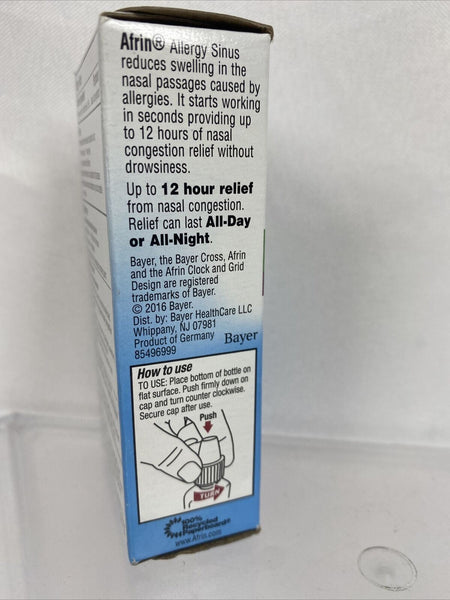 Afrin® Allergy Sinus
reduces swelling in the
nasal passages caused by
allergies. It starts working
in seconds providing up
to 12 hours of nasal
congestion relief without
drowsiness.
Up to 12 hour relief
from nasal congestion.
Relief can last All-Day
or All-Night.
Bayer, the Bayer Cross, Afrin
and the Afrin Clock and Grid
Design are registered
trademarks of Bayer.
© 2016 Bayer.
Dist. by: Bayer HealthCare LLC
Whippany, NJ 07981
Product of Germany
85496999
Bayer
How to use
TO USE: Place bottom of bottle on
flat surface. Push firmly down on
cap and turn counter clockwise.
Secure cap after use.
Push
TURN
100%
Recycled
Paperboard®
www.Afrin.com